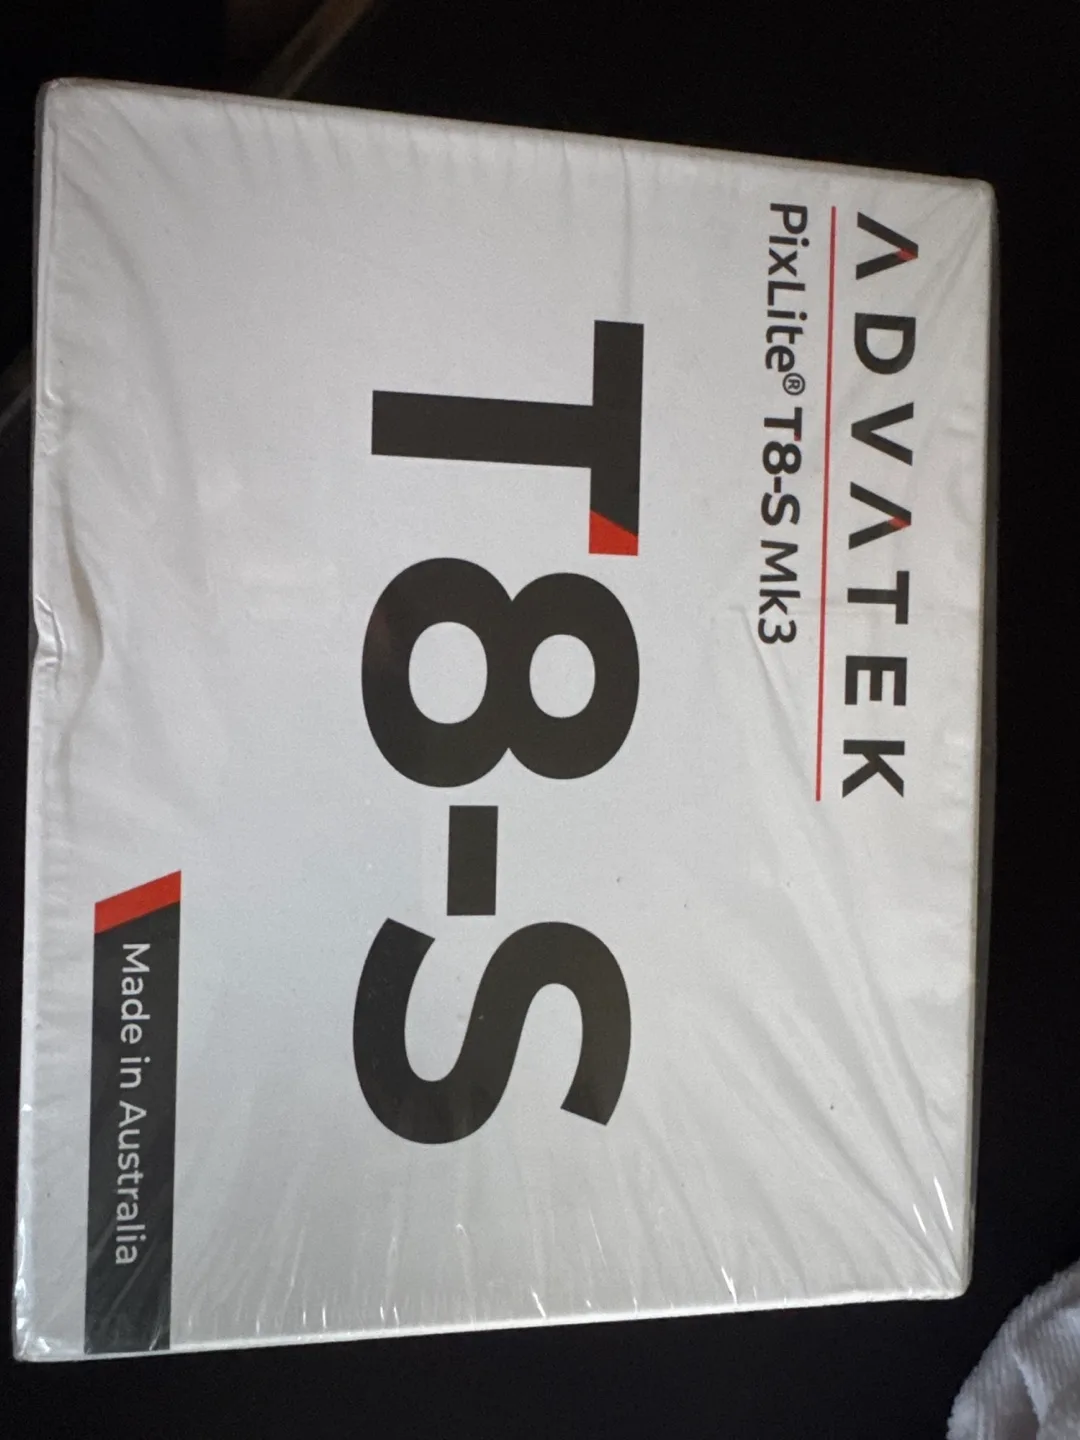 ADVATEK
PixLite® T8-S Mk3
T8-S
Made in Australia